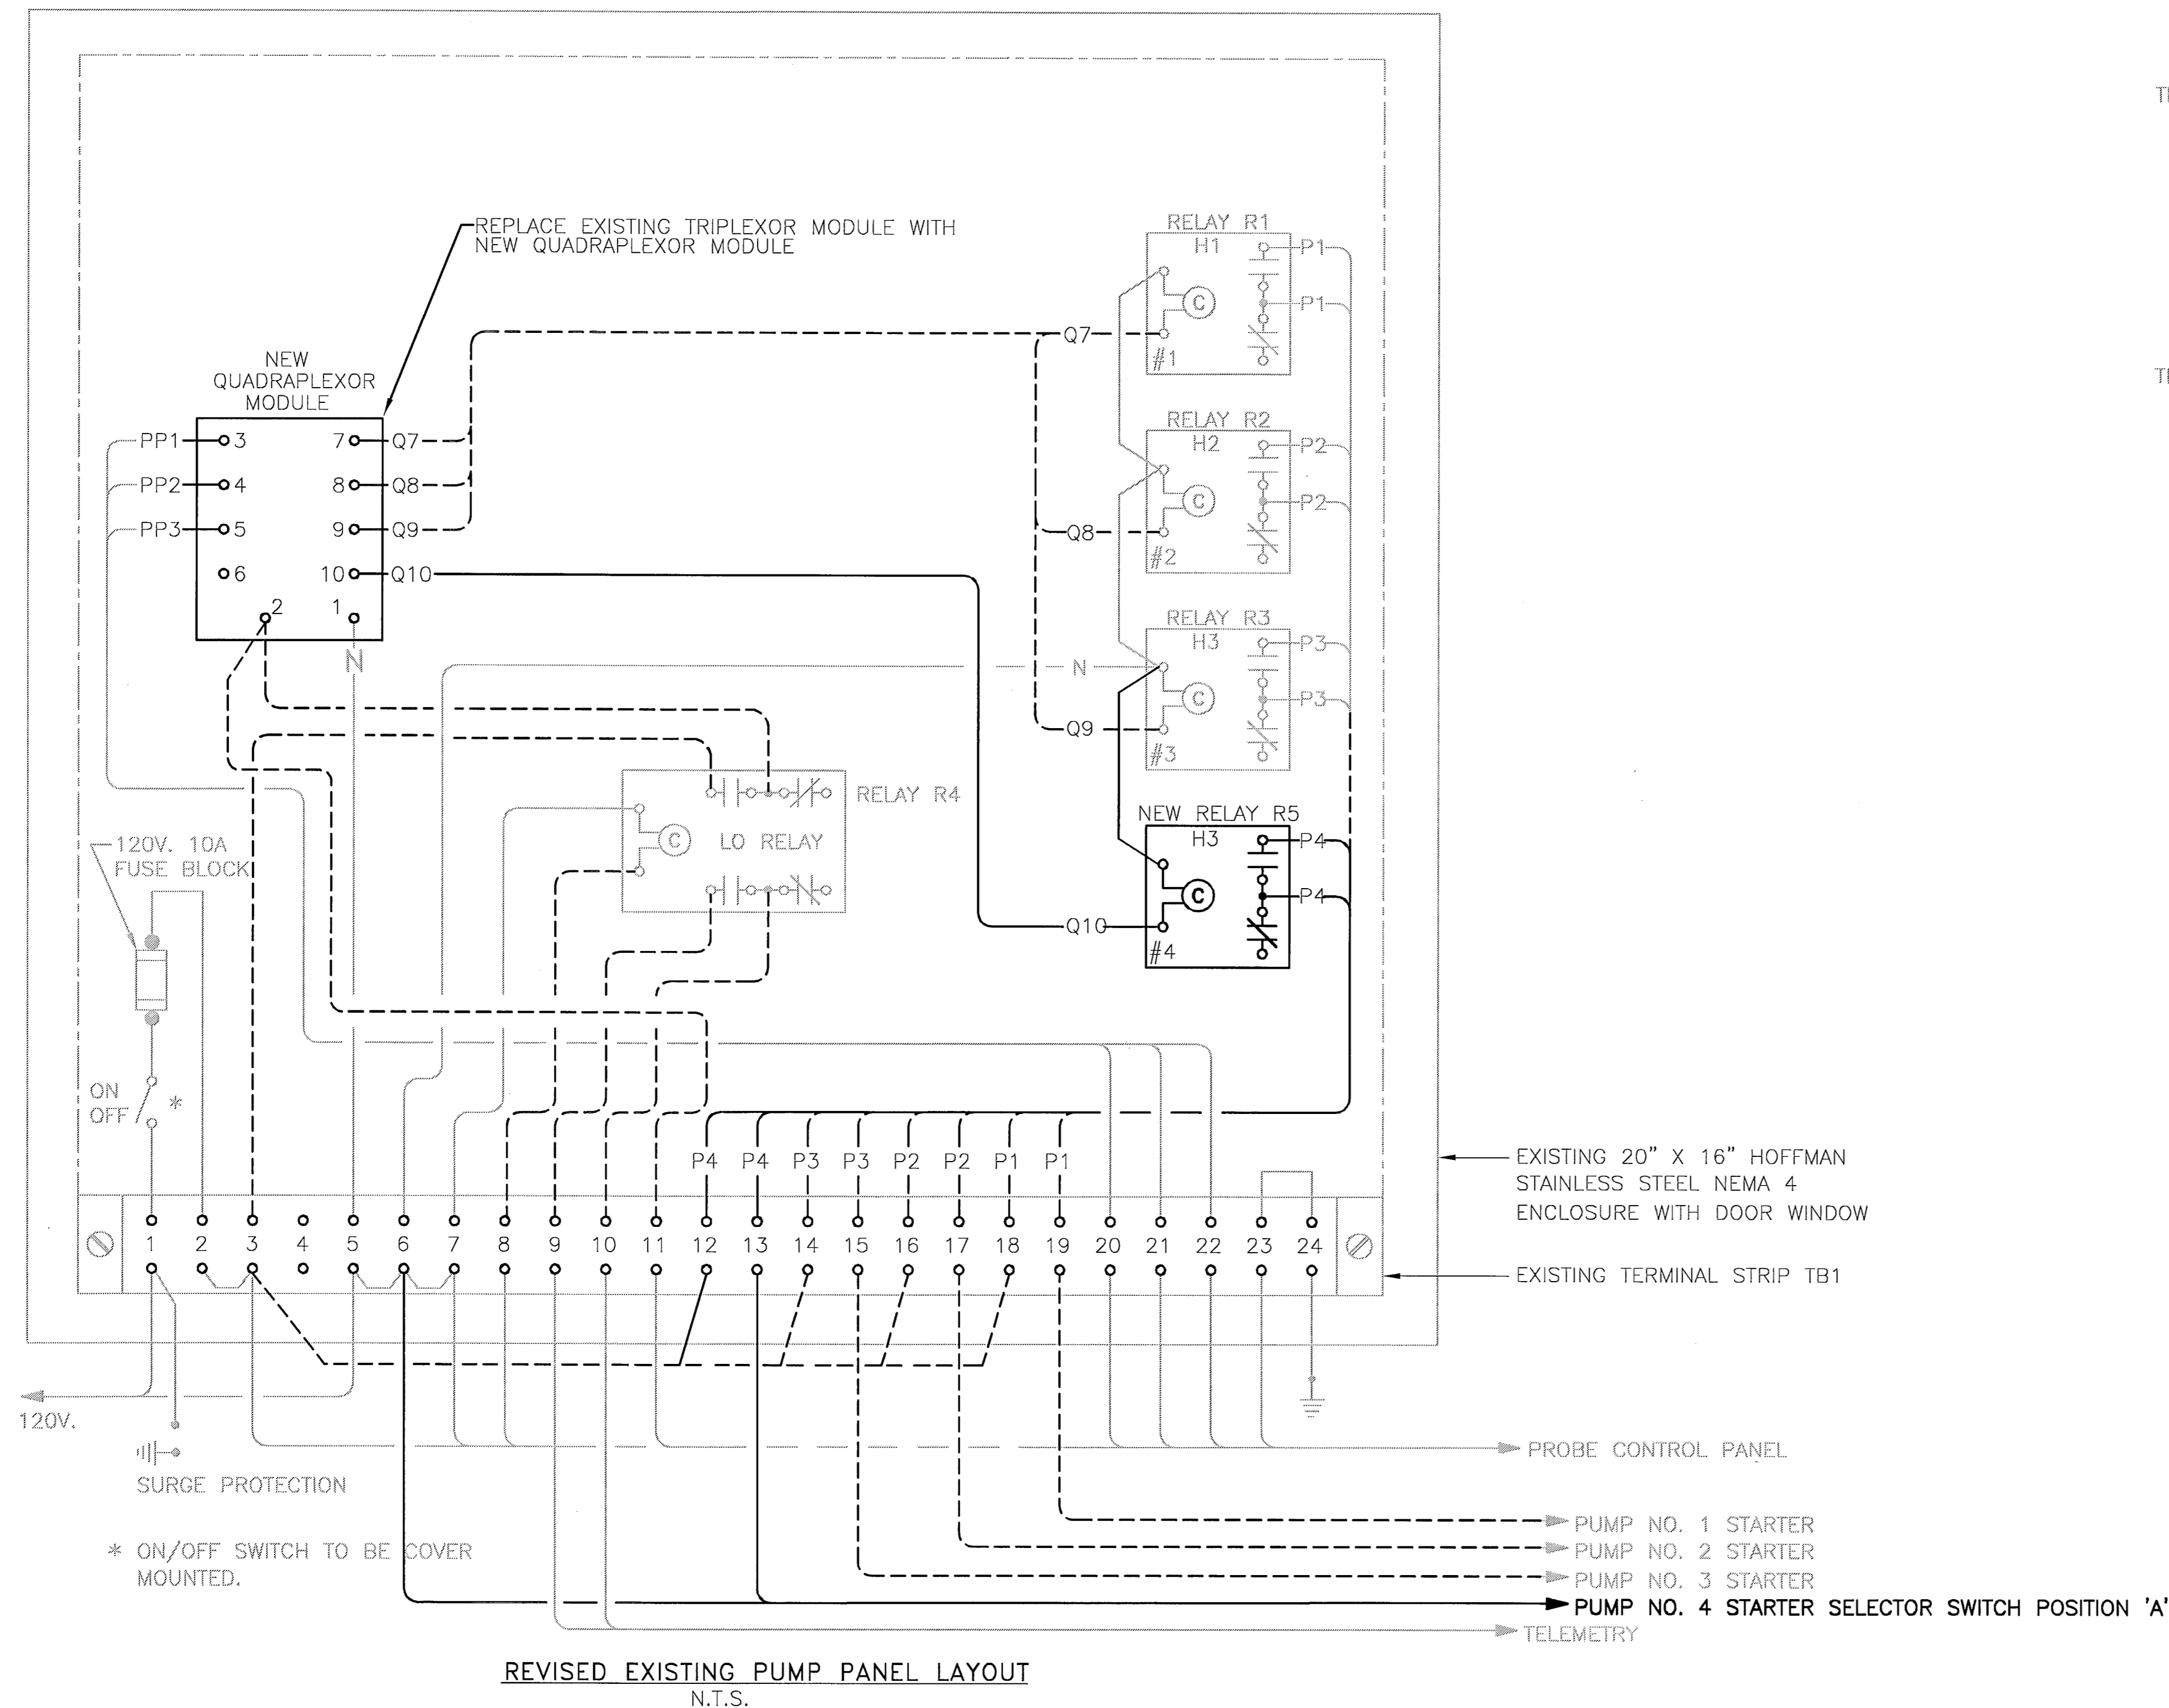 REPLACE EXISTING TRIPLEXOR MODULE WITH
NEW QUADRAPLEXOR MODULE
RELAY R1
H1
P1
C
P1
Q7
#1
NEW
QUADRAPLEXOR
MODULE
PP1
3
7
Q7
PP2
4
8
Q8
PP3
5
9
Q9
6
10
Q10
2
1
N
RELAY R2
H2
P2
C
P2
Q8
#2
RELAY R3
H3
P3
N
C
P3
Q9
#3
RELAY R4
C
LO RELAY
NEW RELAY R5
H3
P4
C
P4
Q10
#4
120V. 10A
FUSE BLOCK
ON
OFF
*
P4 P4 P3 P3 P2 P2 P1 P1
1 2 3 4 5 6 7 8 9 10 11 12 13 14 15 16 17 18 19 20 21 22 23 24
EXISTING 20" X 16" HOFFMAN
STAINLESS STEEL NEMA 4
ENCLOSURE WITH DOOR WINDOW
EXISTING TERMINAL STRIP TB1
120V.
SURGE PROTECTION
PROBE CONTROL PANEL
* ON/OFF SWITCH TO BE COVER
MOUNTED.
PUMP NO. 1 STARTER
PUMP NO. 2 STARTER
PUMP NO. 3 STARTER
PUMP NO. 4 STARTER SELECTOR SWITCH POSITION 'A'
TELEMETRY
REVISED EXISTING PUMP PANEL LAYOUT
N.T.S.